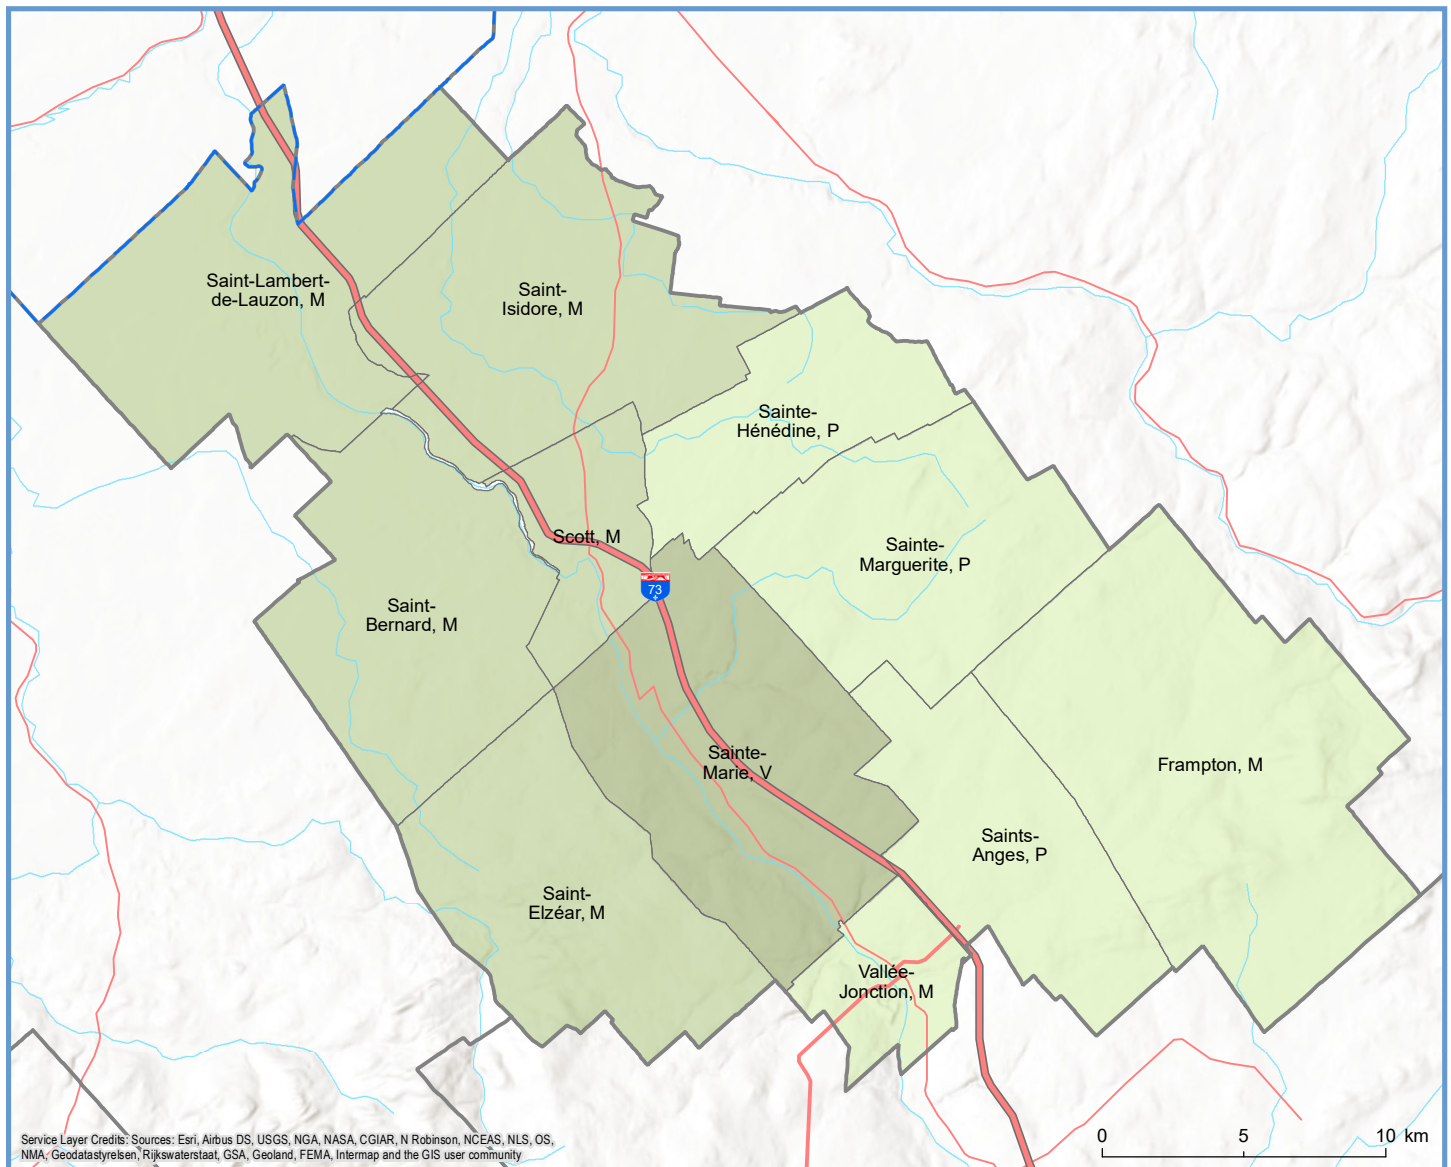 Saint-Lambert-
de-Lauzon, M
Saint-
Isidore, M
Sainte-
Hénédine, P
Scott, M
Sainte-
Marguerite, P
73
Saint-
Bernard, M
Sainte-
Marie, V
Frampton, M
Saints-
Anges, P
Saint-
Elzéar, M
Vallée-
Jonction, M
Service Layer Credits: Sources: Esri, Airbus DS, USGS, NGA, NASA, CGIAR, N Robinson, NCEAS, NLS, OS,
NMA, Geodatastyrelsen, Rijkswaterstaat, GSA, Geoland, FEMA, Intermap and the GIS user community
0 5 10 km